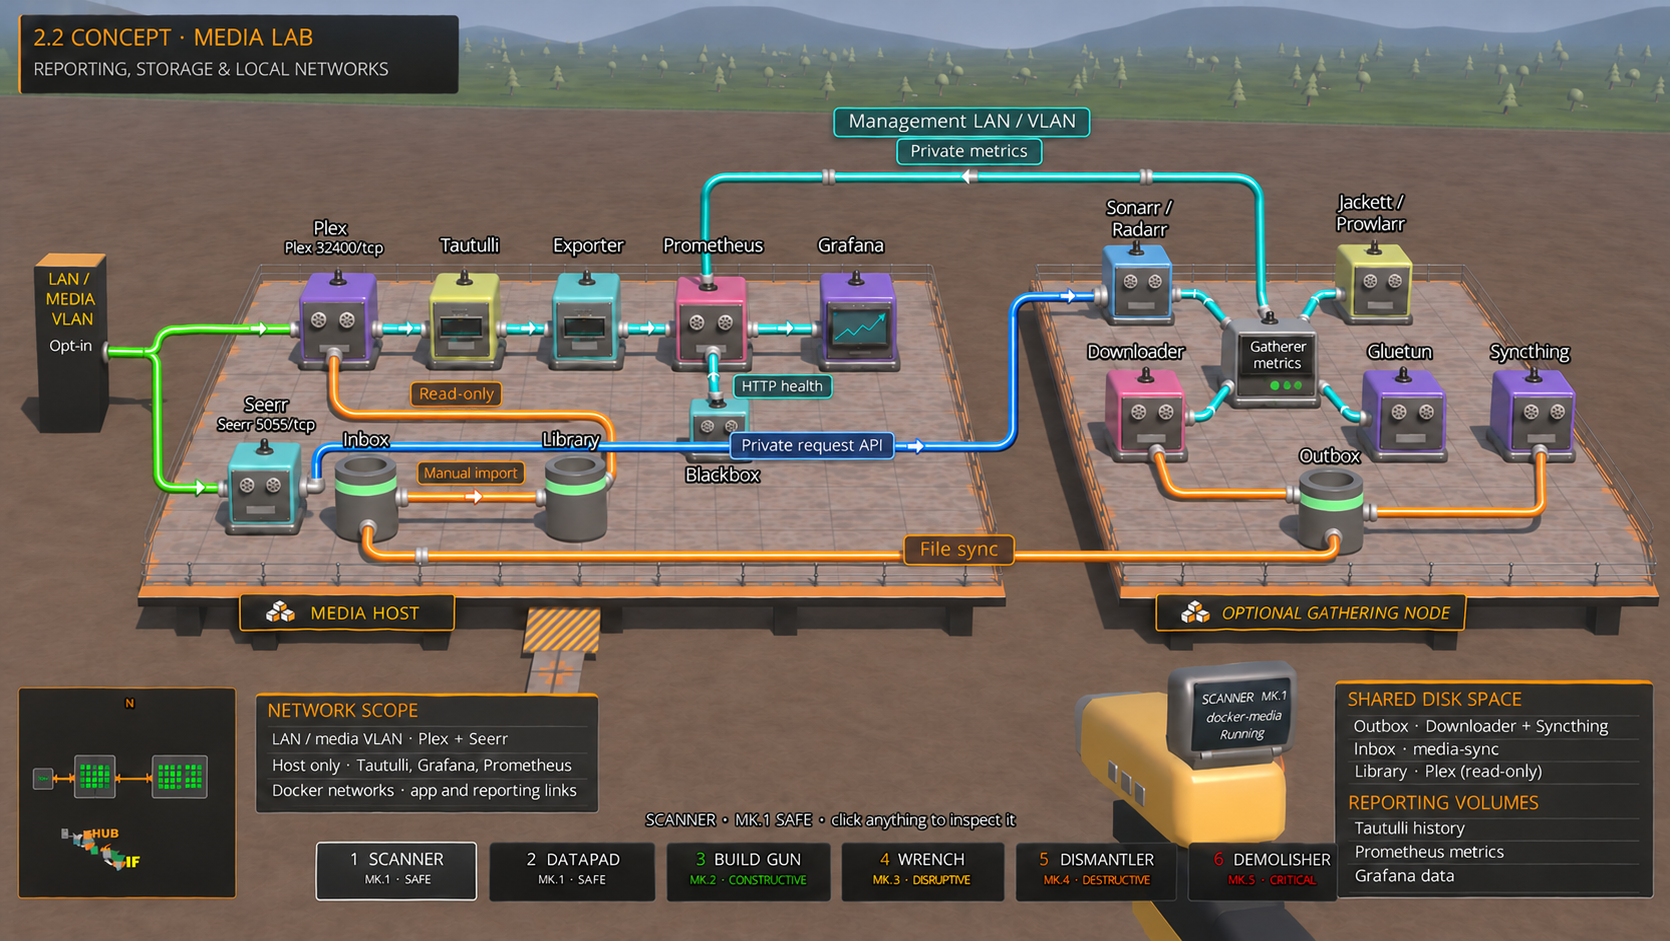 2.2 CONCEPT · MEDIA LAB
REPORTING, STORAGE & LOCAL NETWORKS
Management LAN / VLAN
Private metrics
LAN /
MEDIA
VLAN
Opt-in
Plex
Plex 32400/tcp
Tautulli
Exporter
Prometheus
Grafana
Sonarr /
Radarr
Jackett /
Prowlarr
Gatherer
metrics
Downloader
Gluetun
Syncthing
HTTP health
Read-only
Seerr
Seerr 5055/tcp
Inbox
Library
Private request API
Manual import
Blackbox
Outbox
File sync
MEDIA HOST
OPTIONAL GATHERING NODE
N
HUB
IF
NETWORK SCOPE
LAN / media VLAN · Plex + Seerr
Host only · Tautulli, Grafana, Prometheus
Docker networks · app and reporting links
SCANNER MK.1
docker-media
Running
SHARED DISK SPACE
Outbox · Downloader + Syncthing
Inbox · media-sync
Library · Plex (read-only)
REPORTING VOLUMES
Tautulli history
Prometheus metrics
Grafana data
SCANNER • MK.1 SAFE • click anything to inspect it
1 SCANNER
MK.1 · SAFE
2 DATAPAD
MK.1 · SAFE
3 BUILD GUN
MK.2 · CONSTRUCTIVE
4 WRENCH
MK.3 · DISRUPTIVE
5 DISMANTLER
MK.4 · DESTRUCTIVE
6 DEMOLISHER
MK.5 · CRITICAL